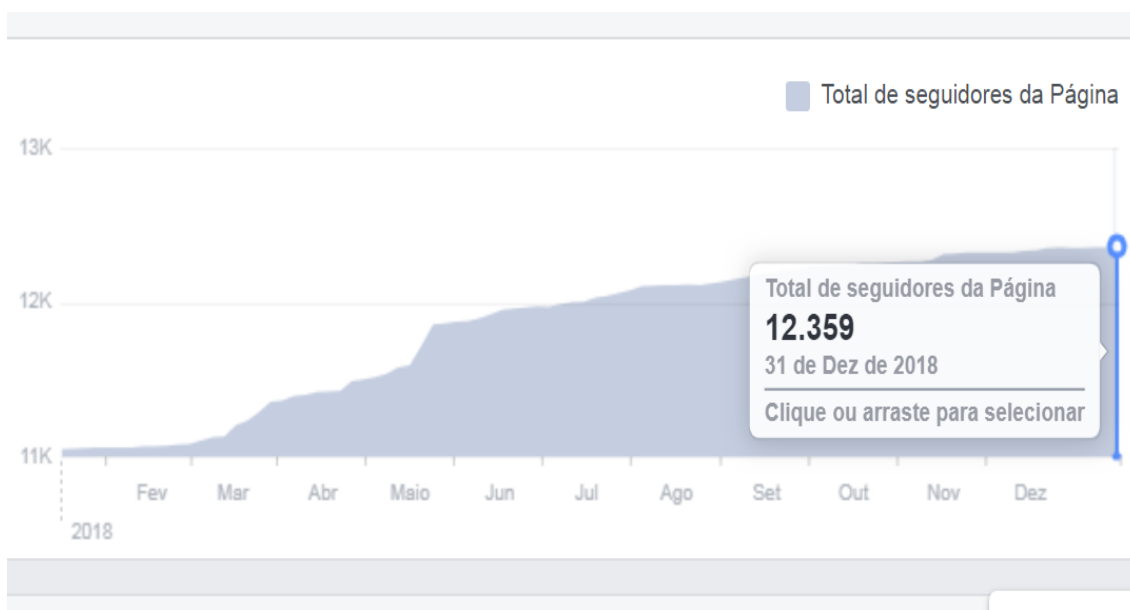 Total de seguidores da Página
13K
12K
11K
Total de seguidores da Página
12.359
31 de Dez de 2018
Clique ou arraste para selecionar
Fev Mar Abr Maio Jun Jul Ago Set Out Nov Dez
2018